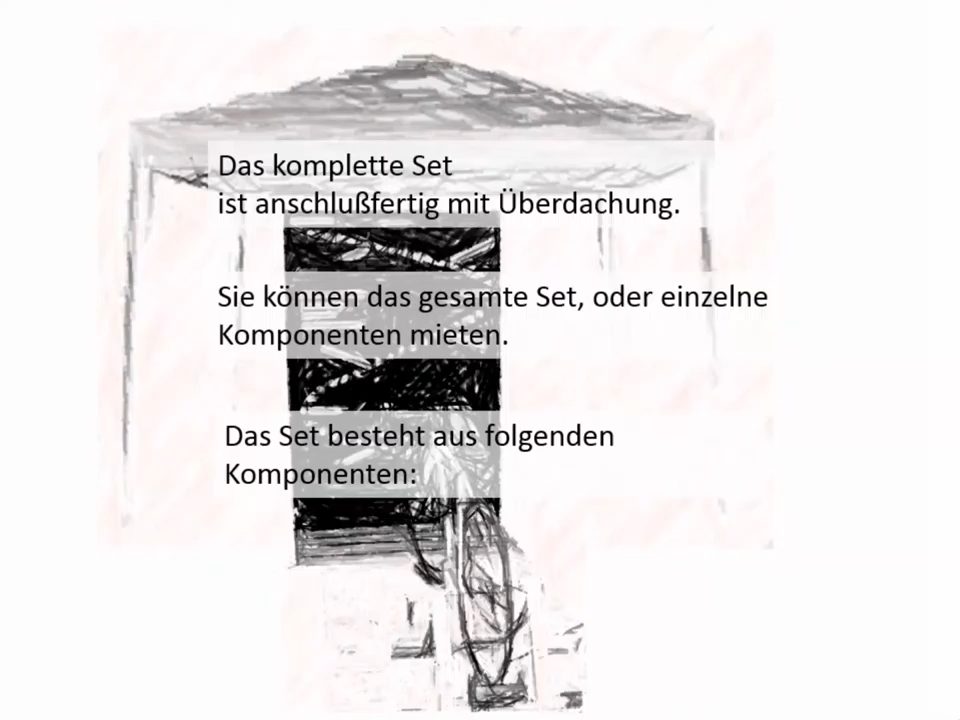 Das komplette Set
ist anschlußfertig mit Überdachung.
Sie können das gesamte Set, oder einzelne
Komponenten mieten.
Das Set besteht aus folgenden
Komponenten: